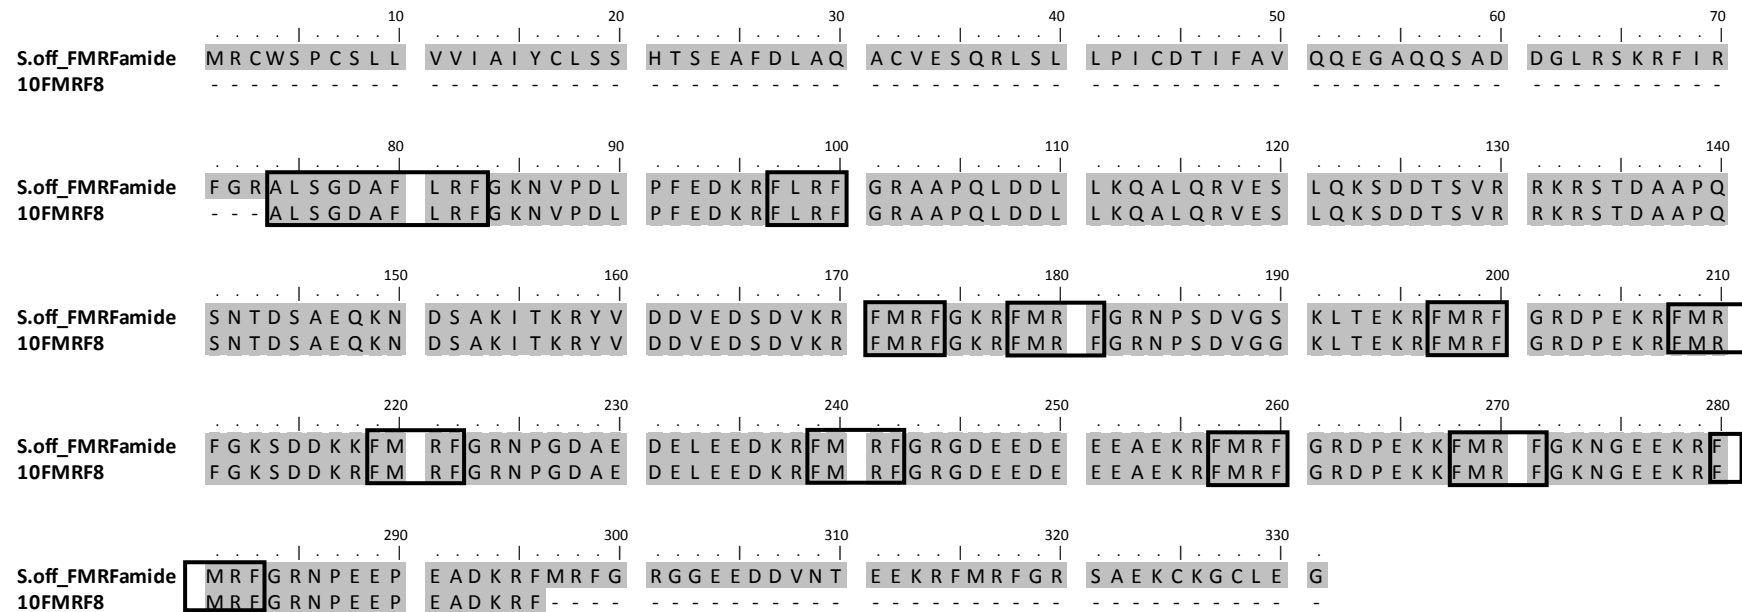 10 20 30 40 50 60 70
. . . . | . . . . | . . . . | . . . . | . . . . | . . . . | . . . . | . . . . | . . . . | . . . . | . . . . | . . . . | . . . . | . . . . |
S.off_FMRFamide MRCWSPCSLL VVIAIYCLSS HTSEAFDLAQ ACVESQRLSL LPICDTIFAV QQEGAQQSAD DGLRSKRFIR
10FMRF8 - - - - - - - - - - - - - - - - - - - - - - - - - - - - - - - - - - - - - - - - - - - - - - - - - - - - - - - - - - - - - - - - - - - - - -
80 90 100 110 120 130 140
. . . . | . . . . | . . . . | . . . . | . . . . | . . . . | . . . . | . . . . | . . . . | . . . . | . . . . | . . . . | . . . . | . . . . |
S.off_FMRFamide FGRALSGDAF LRFGKNVPDL PFEDKRFLRF GRAAPQLDDL LKQALQRVES LQKSDDTSVR RKRSTDAAPQ
10FMRF8 - - - ALSGDAF LRFGKNVPDL PFEDKRFLRF GRAAPQLDDL LKQALQRVES LQKSDDTSVR RKRSTDAAPQ
150 160 170 180 190 200 210
. . . . | . . . . | . . . . | . . . . | . . . . | . . . . | . . . . | . . . . | . . . . | . . . . | . . . . | . . . . | . . . . | . . . . |
S.off_FMRFamide SNTDSAEQKN DSAKITKRYV DDVEDSDVKR FMRFGKRFMR FGRNPSDVGS KLTEKRFMRF GRDPEKRFMR
10FMRF8 SNTDSAEQKN DSAKITKRYV DDVEDSDVKR FMRFGKRFMR FGRNPSDVGG KLTEKRFMRF GRDPEKRFMR
220 230 240 250 260 270 280
. . . . | . . . . | . . . . | . . . . | . . . . | . . . . | . . . . | . . . . | . . . . | . . . . | . . . . | . . . . | . . . . | . . . . |
S.off_FMRFamide FGKSDDKKFM RFGRNPGDAE DELEEDKRFM RFGRGDEEDE EEAEKRFMRF GRDPEKKFMR FGKNGEEKRF
10FMRF8 FGKSDDKRFM RFGRNPGDAE DELEEDKRFM RFGRGDEEDE EEAEKRFMRF GRDPEKKFMR FGKNGEEKRF
290 300 310 320 330
. . . . | . . . . | . . . . | . . . . | . . . . | . . . . | . . . . | . . . . | . . . . | . . . . | .
S.off_FMRFamide MRFGRNPEEP EADKRFMRFG RGGEEDDVNT EEKRFMRFGR SAEKCKGCLE G
10FMRF8 MRFGRNPEEP EADKRF - - - - - - - - - - - - - - - - - - - - - - - - - - - - - - - - - - -